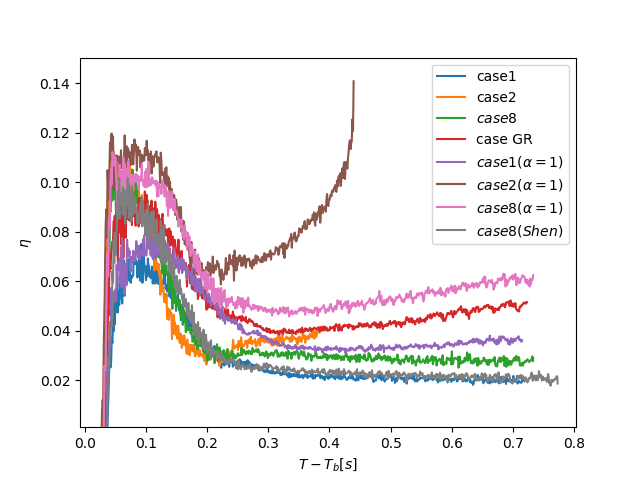 0.14
0.12
0.10
0.08
0.06
0.04
0.02
η
0.0 0.1 0.2 0.3 0.4 0.5 0.6 0.7 0.8
T − T_b[s]
case1
case2
case8
case GR
case1(α = 1)
case2(α = 1)
case8(α = 1)
case8(Shen)